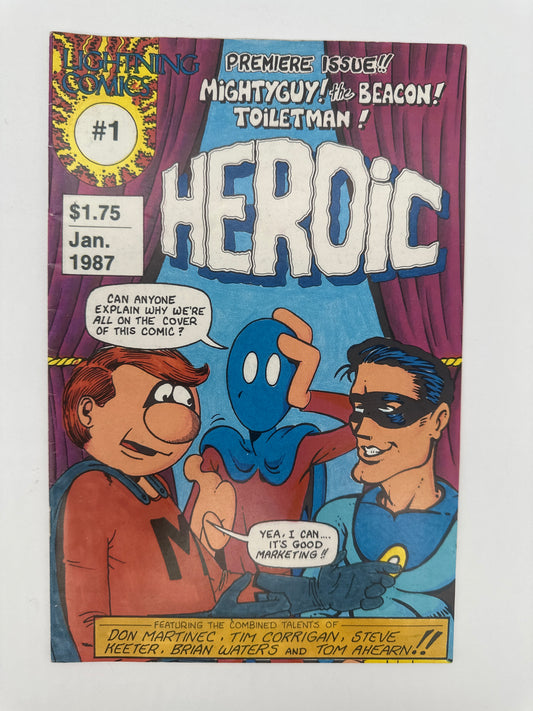 LIGHTNING
COMICS
#1
$1.75
Jan.
1987
PREMIERE ISSUE!!
MIGHTYGUY! the BEACON!
TOILETMAN!
HEROIC
CAN ANYONE
EXPLAIN WHY WE'RE
ALL ON THE COVER
OF THIS COMIC?
M
YEA, I CAN....
IT'S GOOD
MARKETING!!
FEATURING THE COMBINED TALENTS OF
DON MARTINEC, TIM CORRIGAN, STEVE
KEETER, BRIAN WATERS AND TOM AHEARN!!